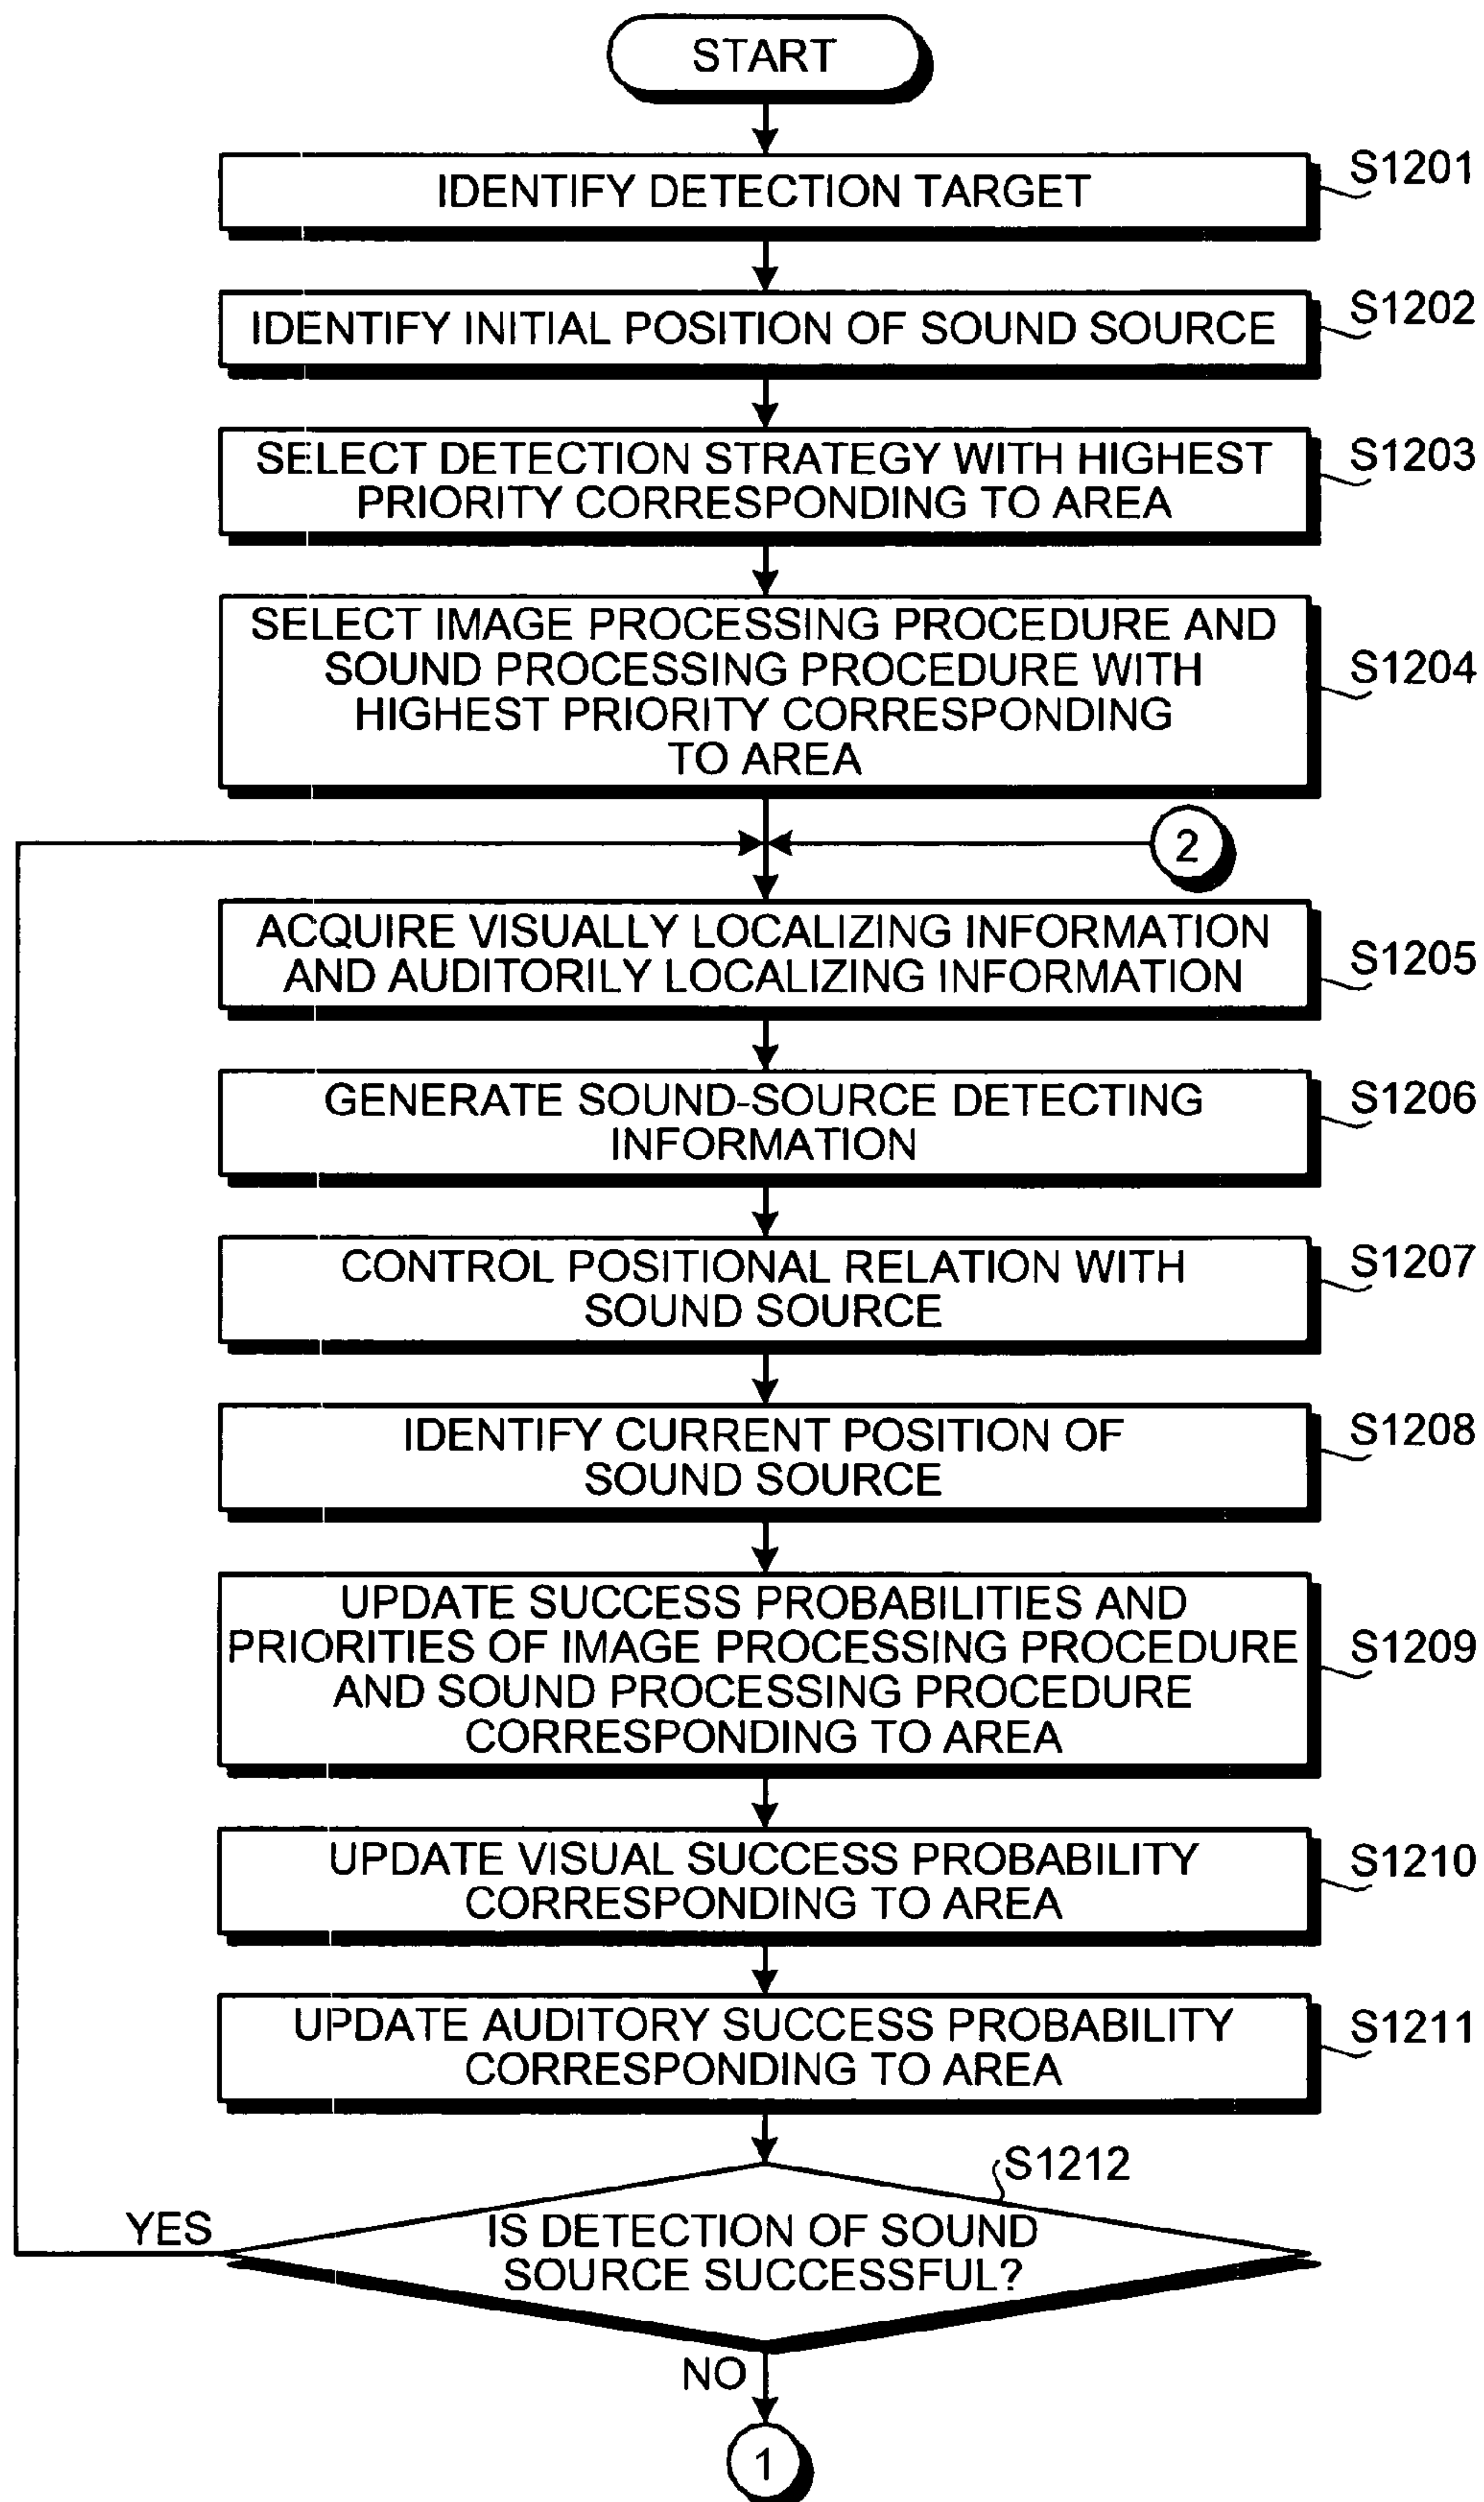 START
IDENTIFY DETECTION TARGET
S1201
IDENTIFY INITIAL POSITION OF SOUND SOURCE
S1202
SELECT DETECTION STRATEGY WITH HIGHEST
PRIORITY CORRESPONDING TO AREA
S1203
SELECT IMAGE PROCESSING PROCEDURE AND
SOUND PROCESSING PROCEDURE WITH
HIGHEST PRIORITY CORRESPONDING
TO AREA
S1204
2
ACQUIRE VISUALLY LOCALIZING INFORMATION
AND AUDITORILY LOCALIZING INFORMATION
S1205
GENERATE SOUND-SOURCE DETECTING
INFORMATION
S1206
CONTROL POSITIONAL RELATION WITH
SOUND SOURCE
S1207
IDENTIFY CURRENT POSITION OF
SOUND SOURCE
S1208
UPDATE SUCCESS PROBABILITIES AND
PRIORITIES OF IMAGE PROCESSING PROCEDURE
AND SOUND PROCESSING PROCEDURE
CORRESPONDING TO AREA
S1209
UPDATE VISUAL SUCCESS PROBABILITY
CORRESPONDING TO AREA
S1210
UPDATE AUDITORY SUCCESS PROBABILITY
CORRESPONDING TO AREA
S1211
S1212
YES
IS DETECTION OF SOUND
SOURCE SUCCESSFUL?
NO
1